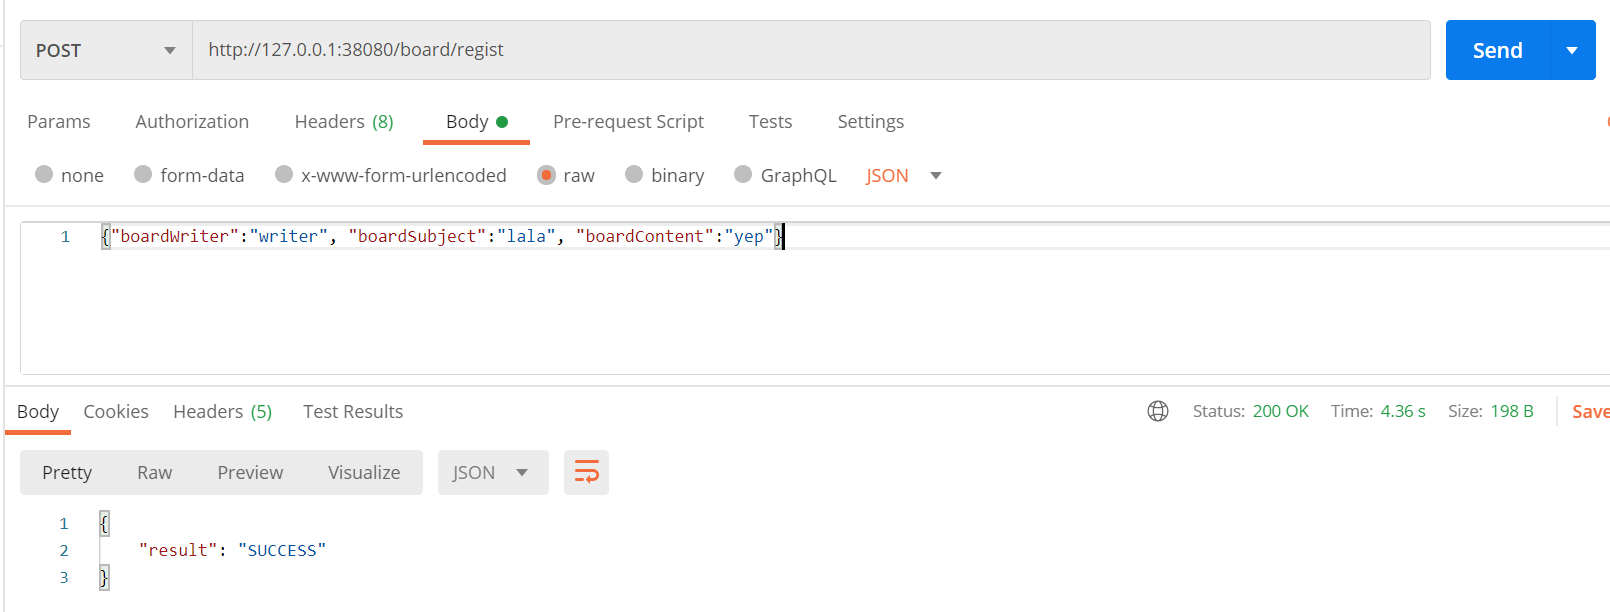 POST http://127.0.0.1:38080/board/regist Send
Params Authorization Headers (8) Body Pre-request Script Tests Settings
none form-data x-www-form-urlencoded raw binary GraphQL JSON
1 {"boardWriter":"writer", "boardSubject":"lala", "boardContent":"yep"}
Body Cookies Headers (5) Test Results Status: 200 OK Time: 4.36 s Size: 198 B Save
Pretty Raw Preview Visualize JSON
1 {
2 "result": "SUCCESS"
3 }